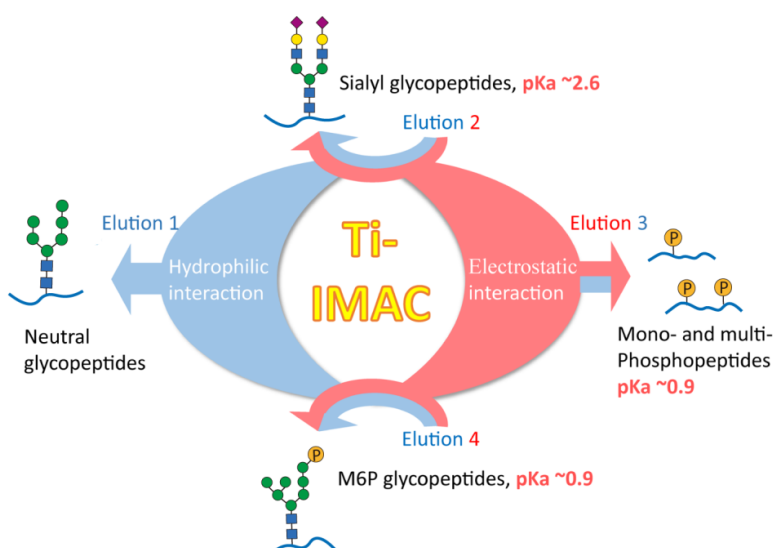 Sialyl glycopeptides, pKa ~2.6
Elution 2
Elution 1
Hydrophilic
interaction
Neutral
glycopeptides
Ti-
IMAC
Electrostatic
interaction
Elution 3
P
P
P
Mono- and multi-
Phosphopeptides
pKa ~0.9
Elution 4
P
M6P glycopeptides, pKa ~0.9